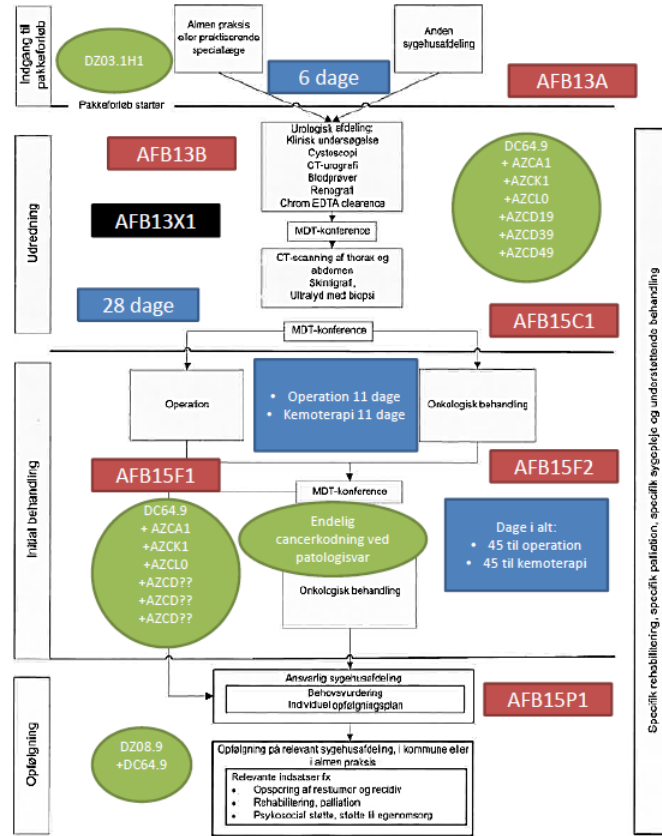 Indgang til
pakkeforløb
DZ03.1H1
Pakkeforløb starter
Almen praksis
eller praktiserende
speciallæge
6 dage
Anden
sygehusafdeling
AFB13A
Udredning
AFB13B
AFB13X1
28 dage
Urologisk afdeling:
Klinisk undersøgelse
Cystoscopi
CT-urografi
Blodprøver
Renografi
Chrom EDTA clearence
MDT-konference
CT-scanning af thorax og
abdomen
Skintigrafi,
Ultralyd med biopsi
MDT-konference
DC64.9
+ AZCA1
+AZCK1
+AZCL0
+AZCD19
+AZCD39
+AZCD49
AFB15C1
Initial behandling
Operation
• Operation 11 dage
• Kemoterapi 11 dage
Onkologisk behandling
AFB15F1
AFB15F2
MDT-konference
DC64.9
+ AZCA1
+AZCK1
+AZCL0
+AZCD??
+AZCD??
+AZCD??
Endelig
cancerkodning ved
patologisvar
Onkologisk behandling
Dage i alt:
• 45 til operation
• 45 til kemoterapi
Opfølgning
Ansvarlig sygehusafdeling
Behovsvurdering
Individuel opfølgningsplan
AFB15P1
DZ08.9
+DC64.9
Opfølgning på relevant sygehusafdeling, i kommune eller
i almen praksis
Relevante indsatser fx
• Opsporing af resttumor og recidiv
• Rehabilitering, palliation
• Psykosocial støtte, støtte til egenomsorg
Specifik rehabilitering, specifik palliation, specifik sygepleje og understøttende behandling